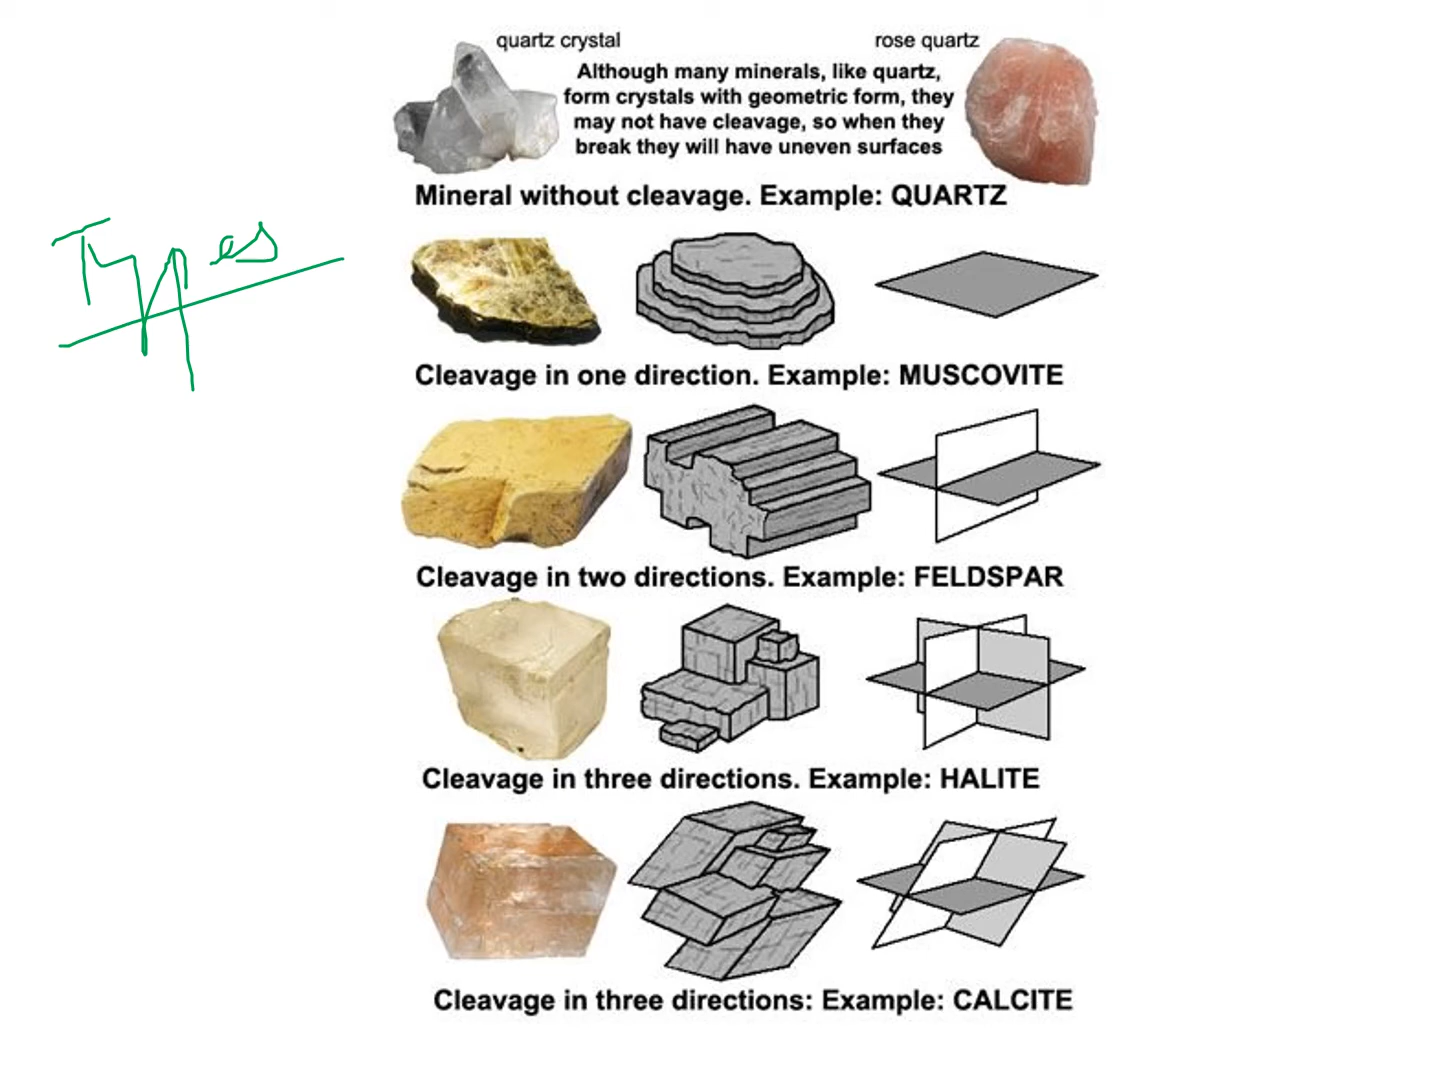 quartz crystal
rose quartz
Although many minerals, like quartz,
form crystals with geometric form, they
may not have cleavage, so when they
break they will have uneven surfaces
Mineral without cleavage. Example: QUARTZ
Types
Cleavage in one direction. Example: MUSCOVITE
Cleavage in two directions. Example: FELDSPAR
Cleavage in three directions. Example: HALITE
Cleavage in three directions: Example: CALCITE